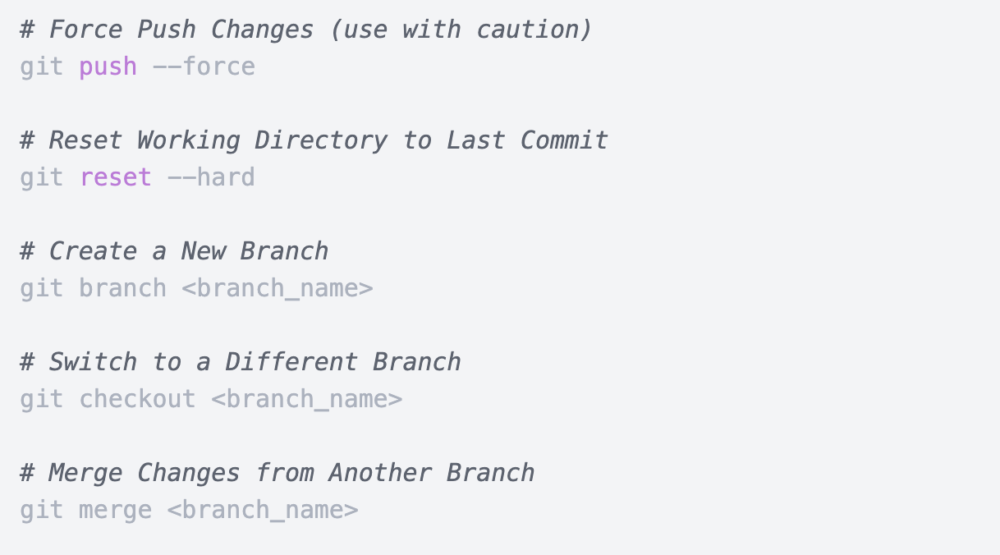 # Force Push Changes (use with caution)
git push --force
# Reset Working Directory to Last Commit
git reset --hard
# Create a New Branch
git branch <branch_name>
# Switch to a Different Branch
git checkout <branch_name>
# Merge Changes from Another Branch
git merge <branch_name>